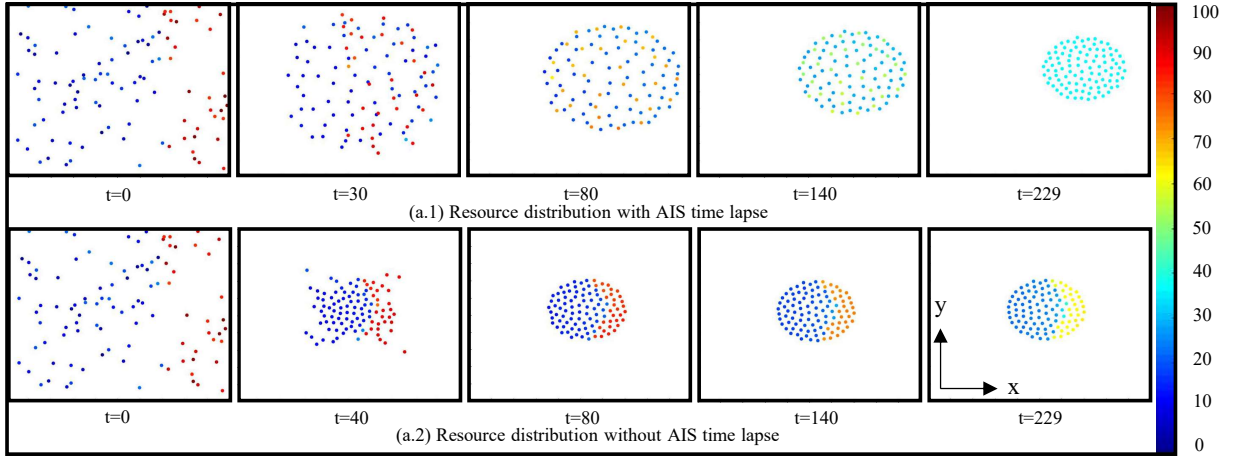 t=0 t=30 t=80 t=140 t=229
(a.1) Resource distribution with AIS time lapse
y
x
t=0 t=40 t=80 t=140 t=229
(a.2) Resource distribution without AIS time lapse
100
90
80
70
60
50
40
30
20
10
0